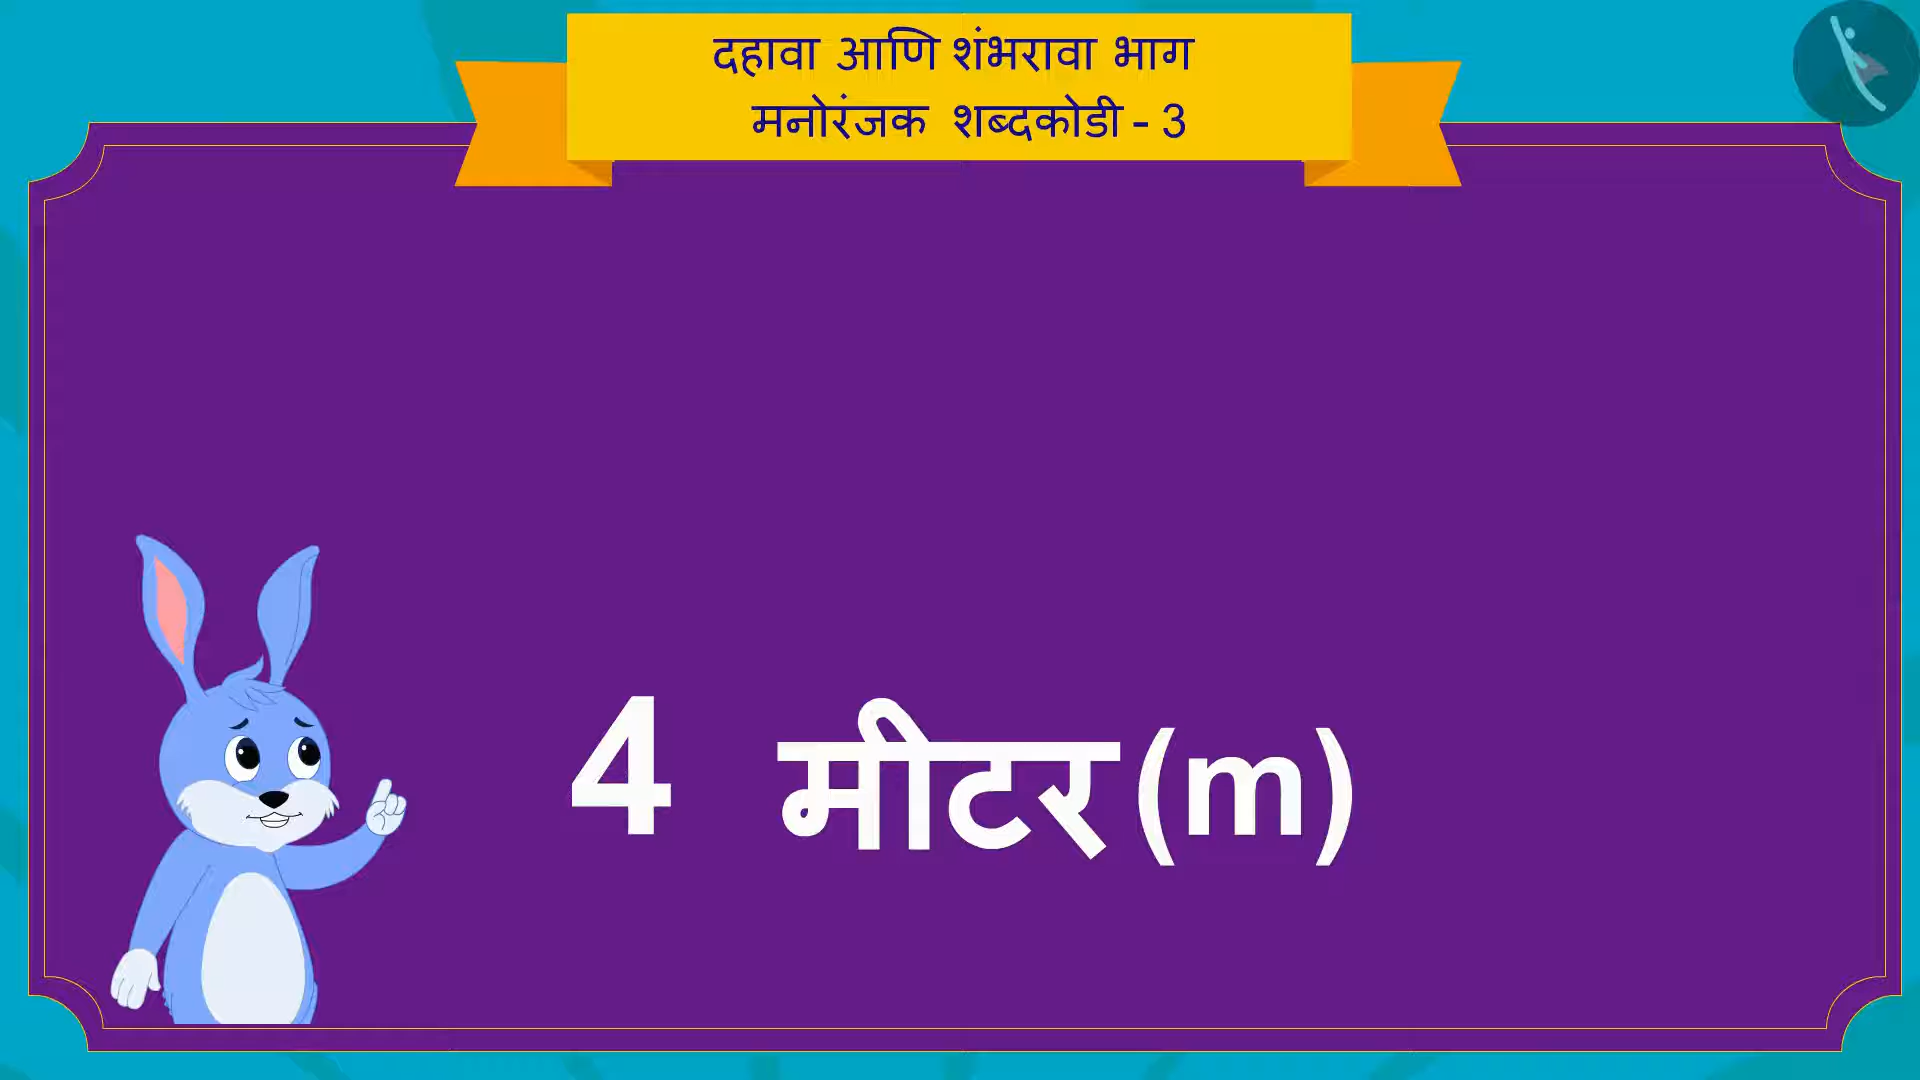 दहावा आणि शंभरावा भाग
मनोरंजक शब्दकोडी - 3
4 मीटर (m)